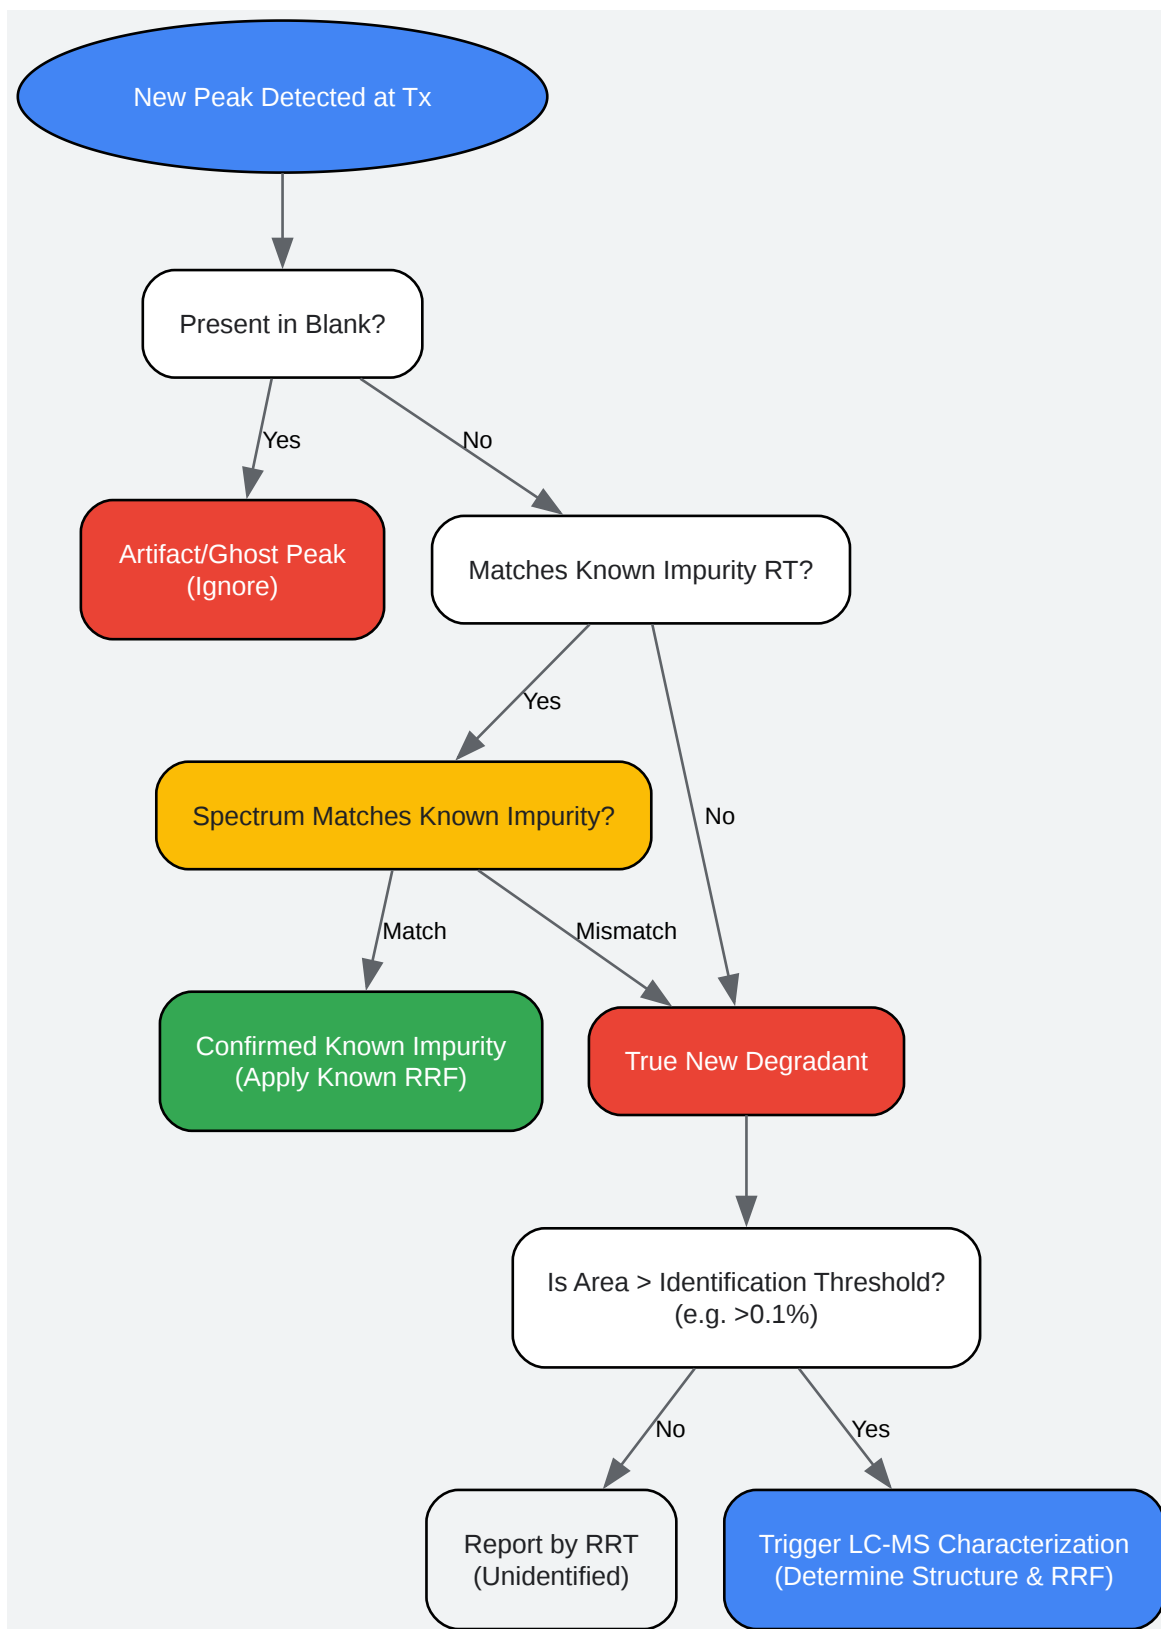 New Peak Detected at Tx
Present in Blank?
Yes
No
Artifact/Ghost Peak
(Ignore)
Matches Known Impurity RT?
Yes
No
Spectrum Matches Known Impurity?
Match
Mismatch
Confirmed Known Impurity
(Apply Known RRF)
True New Degradant
Is Area > Identification Threshold?
(e.g. >0.1%)
No
Yes
Report by RRT
(Unidentified)
Trigger LC-MS Characterization
(Determine Structure & RRF)